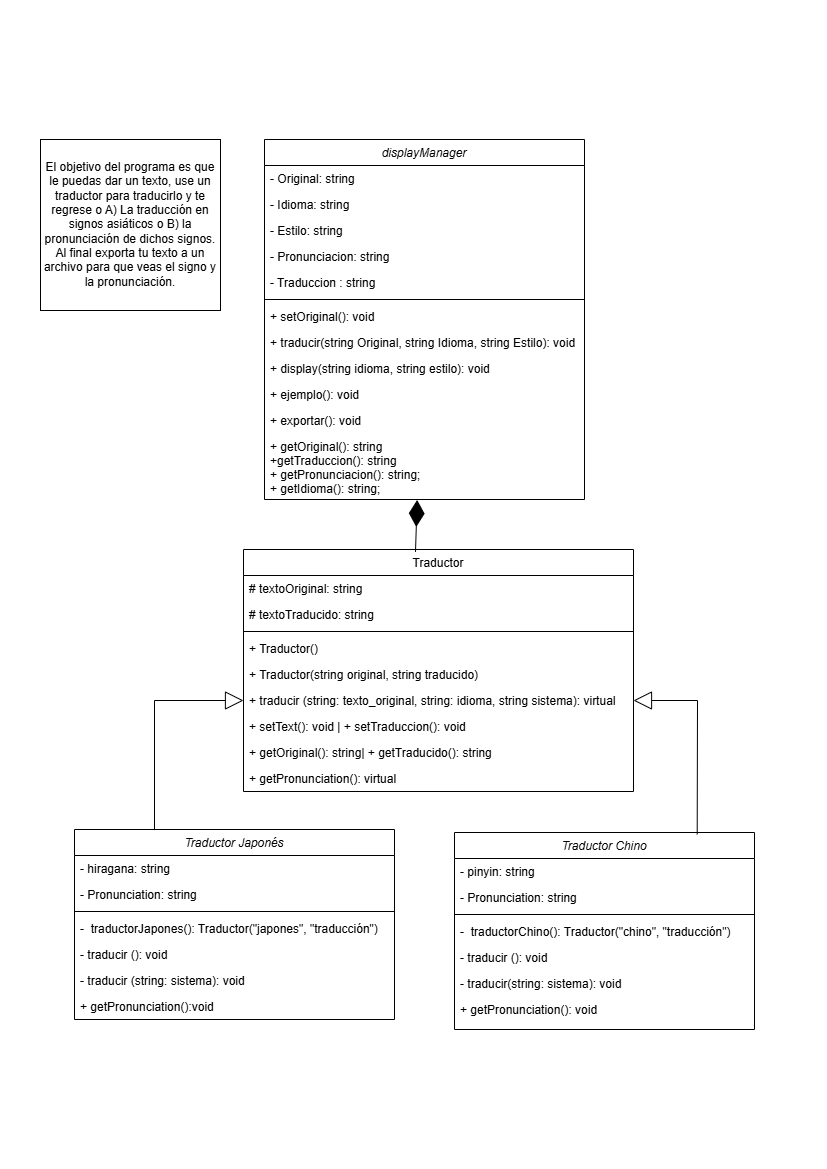 El objetivo del programa es que
le puedas dar un texto, use un
traductor para traducirlo y te
regrese o A) La traducción en
signos asiáticos o B) la
pronunciación de dichos signos.
Al final exporta tu texto a un
archivo para que veas el signo y
la pronunciación.
displayManager
- Original: string
- Idioma: string
- Estilo: string
- Pronunciacion: string
- Traduccion : string
+ setOriginal(): void
+ traducir(string Original, string Idioma, string Estilo): void
+ display(string idioma, string estilo): void
+ ejemplo(): void
+ exportar(): void
+ getOriginal(): string
+getTraduccion(): string
+ getPronunciacion(): string;
+ getIdioma(): string;
Traductor
# textoOriginal: string
# textoTraducido: string
+ Traductor()
+ Traductor(string original, string traducido)
+ traducir (string: texto_original, string: idioma, string sistema): virtual
+ setText(): void | + setTraduccion(): void
+ getOriginal(): string| + getTraducido(): string
+ getPronunciation(): virtual
Traductor Japonés
- hiragana: string
- Pronunciation: string
- traductorJapones(): Traductor("japones", "traducción")
- traducir (): void
- traducir (string: sistema): void
+ getPronunciation():void
Traductor Chino
- pinyin: string
- Pronunciation: string
- traductorChino(): Traductor("chino", "traducción")
- traducir (): void
- traducir(string: sistema): void
+ getPronunciation(): void